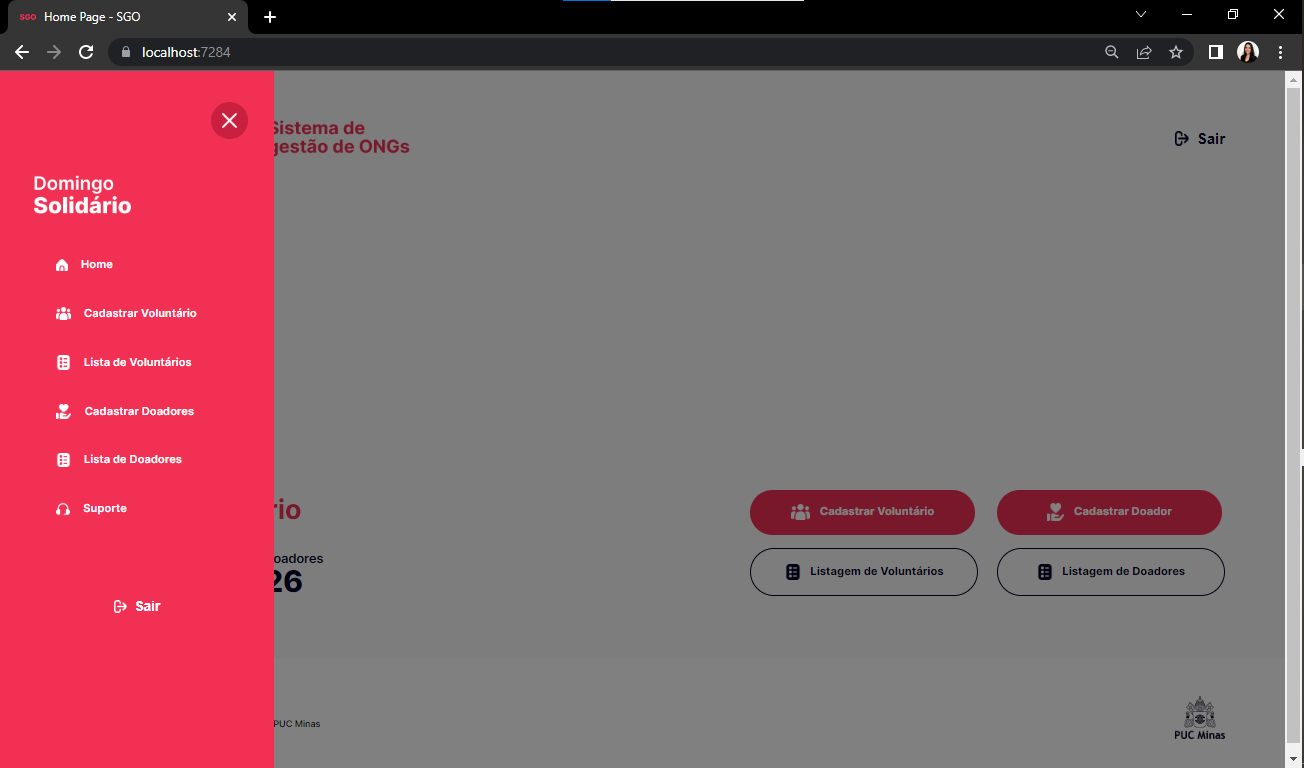 SGO Home Page - SGO
localhost:7284
Sistema de
gestão de ONGs
Sair
Domingo
Solidário
Home
Cadastrar Voluntário
Lista de Voluntários
Cadastrar Doadores
Lista de Doadores
Suporte
Sair
rio
oadores
26
Cadastrar Voluntário
Cadastrar Doador
Listagem de Voluntários
Listagem de Doadores
PUC Minas
PUC Minas